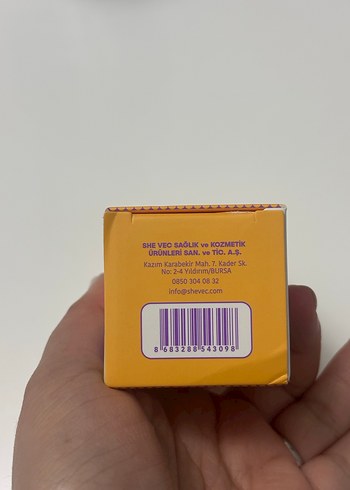 SHE VEC SAĞLIK ve KOZMETİK
ÜRÜNLERİ SAN. ve TİC. A.Ş.
Kazım Karabekir Mah. 7. Kader Sk.
No: 2-4 Yıldırım/BURSA
0850 304 08 32
info@shevec.com
8 683288 543098